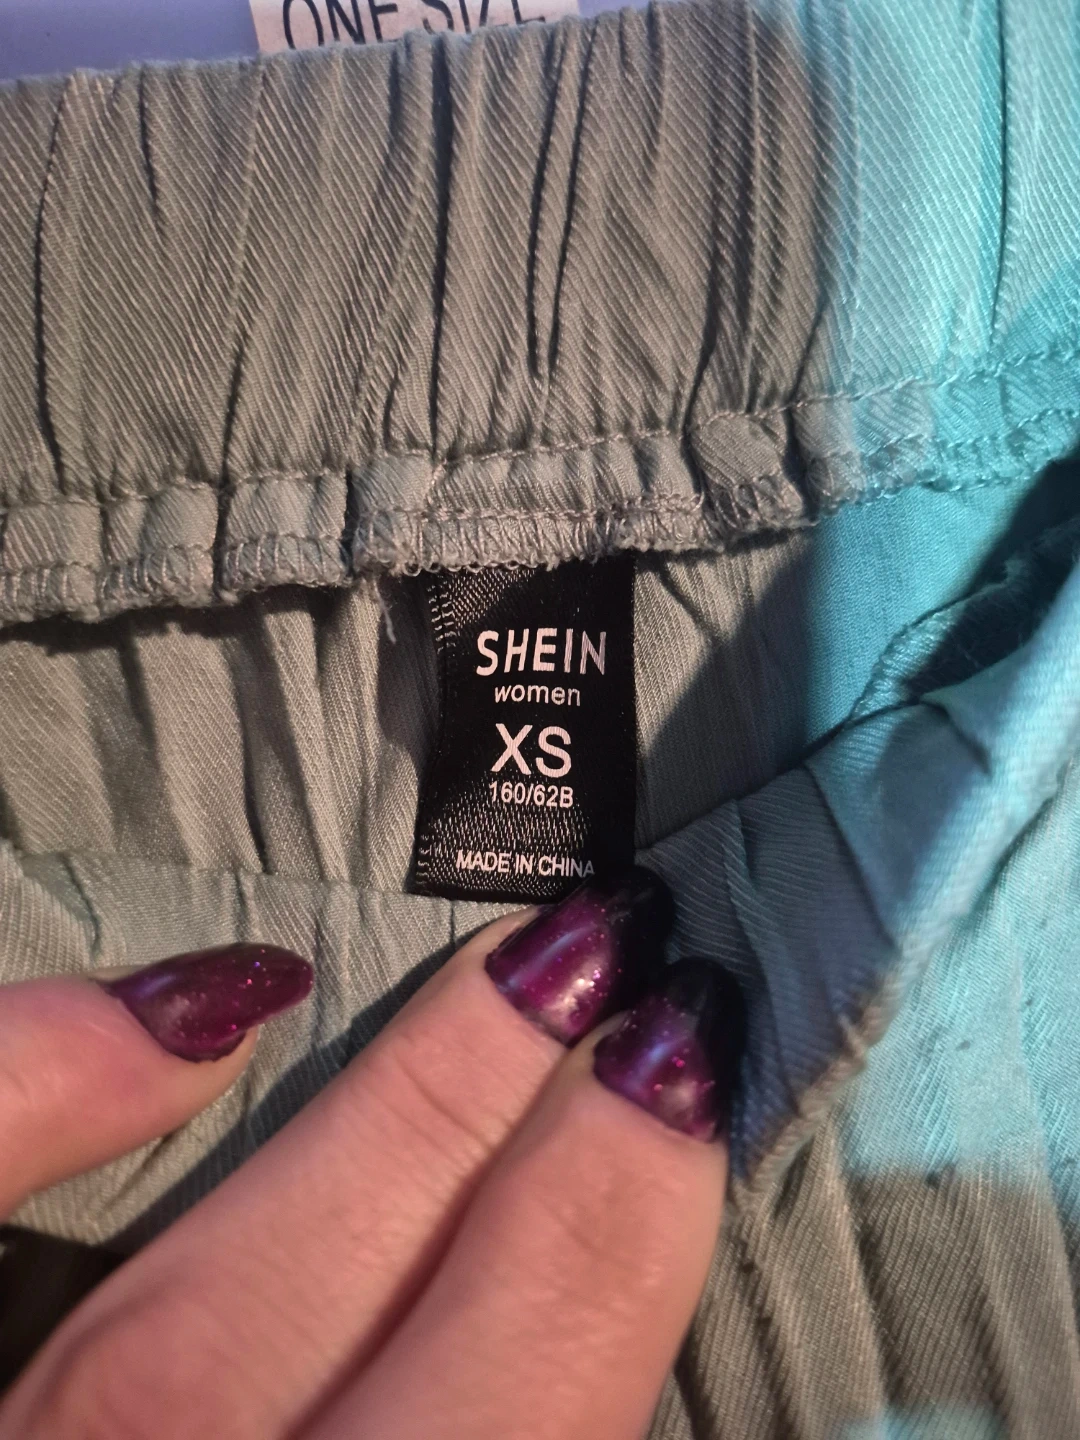 ONE SIZE
SHEIN
women
XS
160/62B
MADE IN CHINA